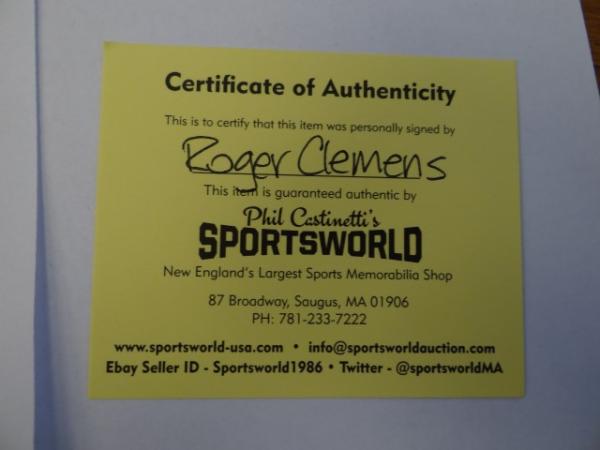 Certificate of Authenticity
This is to certify that this item was personally signed by
Roger Clemens
This item is guaranteed authentic by
Phil Castinetti's
SPORTSWORLD
New England's Largest Sports Memorabilia Shop
87 Broadway, Saugus, MA 01906
PH: 781-233-7222
www.sportsworld-usa.com • info@sportsworldauction.com
Ebay Seller ID - Sportsworld1986 • Twitter - @sportsworldMA